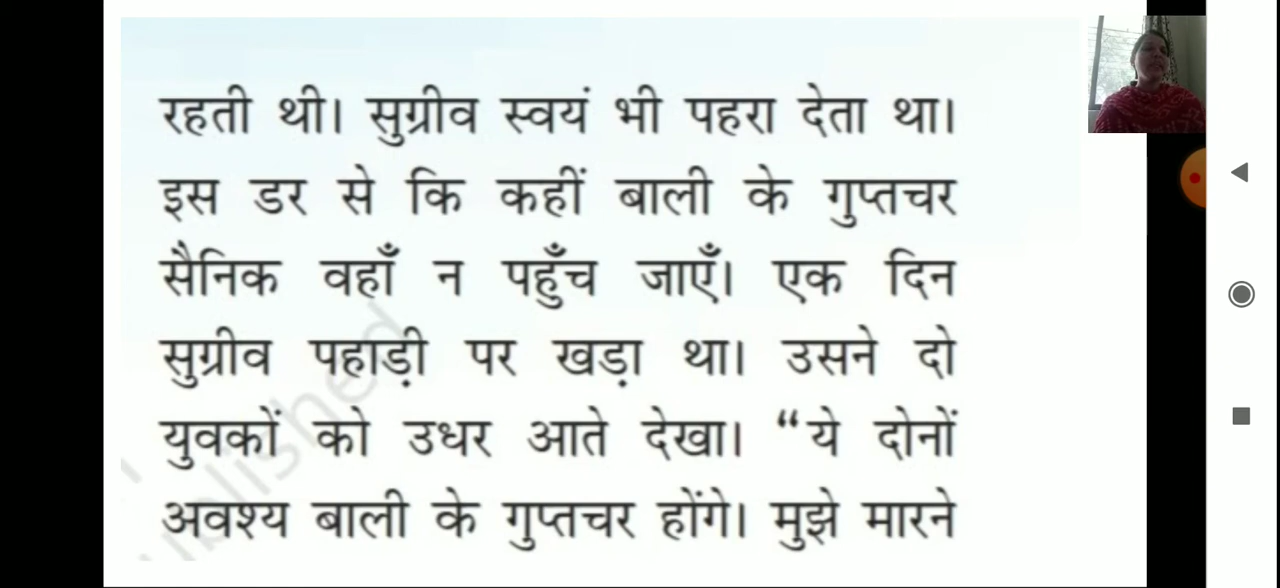 रहती थी। सुग्रीव स्वयं भी पहरा देता था।
इस डर से कि कहीं बाली के गुप्तचर
सैनिक वहाँ न पहुँच जाएँ। एक दिन
सुग्रीव पहाड़ी पर खड़ा था। उसने दो
युवकों को उधर आते देखा। “ये दोनों
अवश्य बाली के गुप्तचर होंगे। मुझे मारने